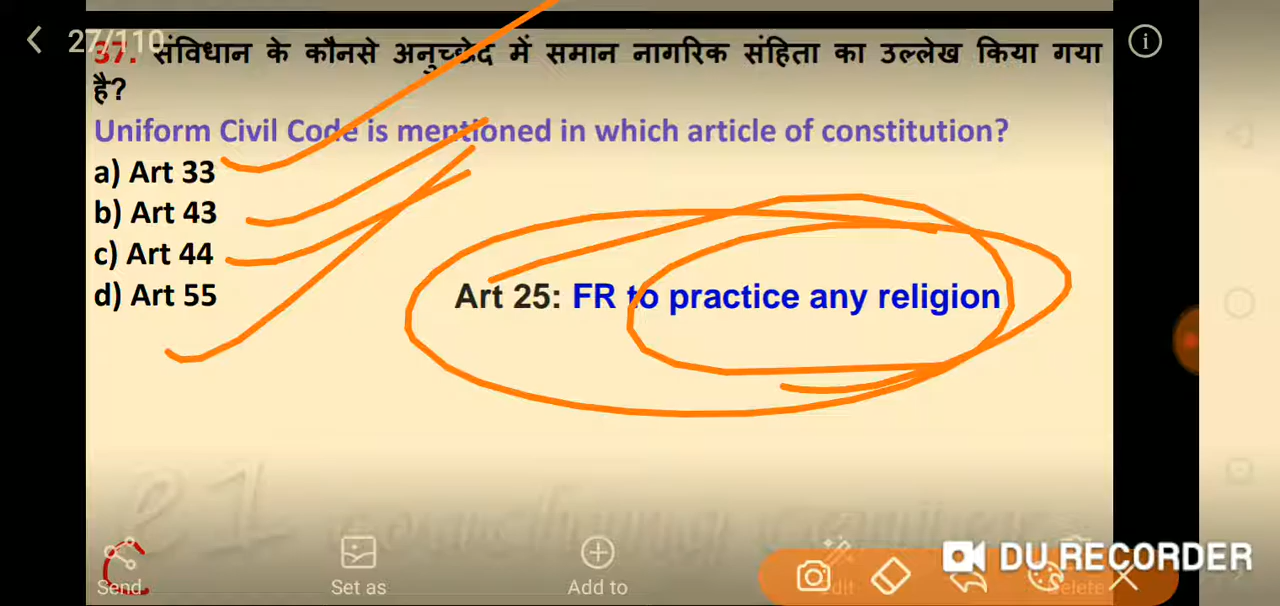 27/110
37. संविधान के कौनसे अनुच्छेद में समान नागरिक संहिता का उल्लेख किया गया
है?
Uniform Civil Code is mentioned in which article of constitution?
a) Art 33
b) Art 43
c) Art 44
d) Art 55
Art 25: FR to practice any religion
DU RECORDER
Send
Set as
Add to
Edit
Delete